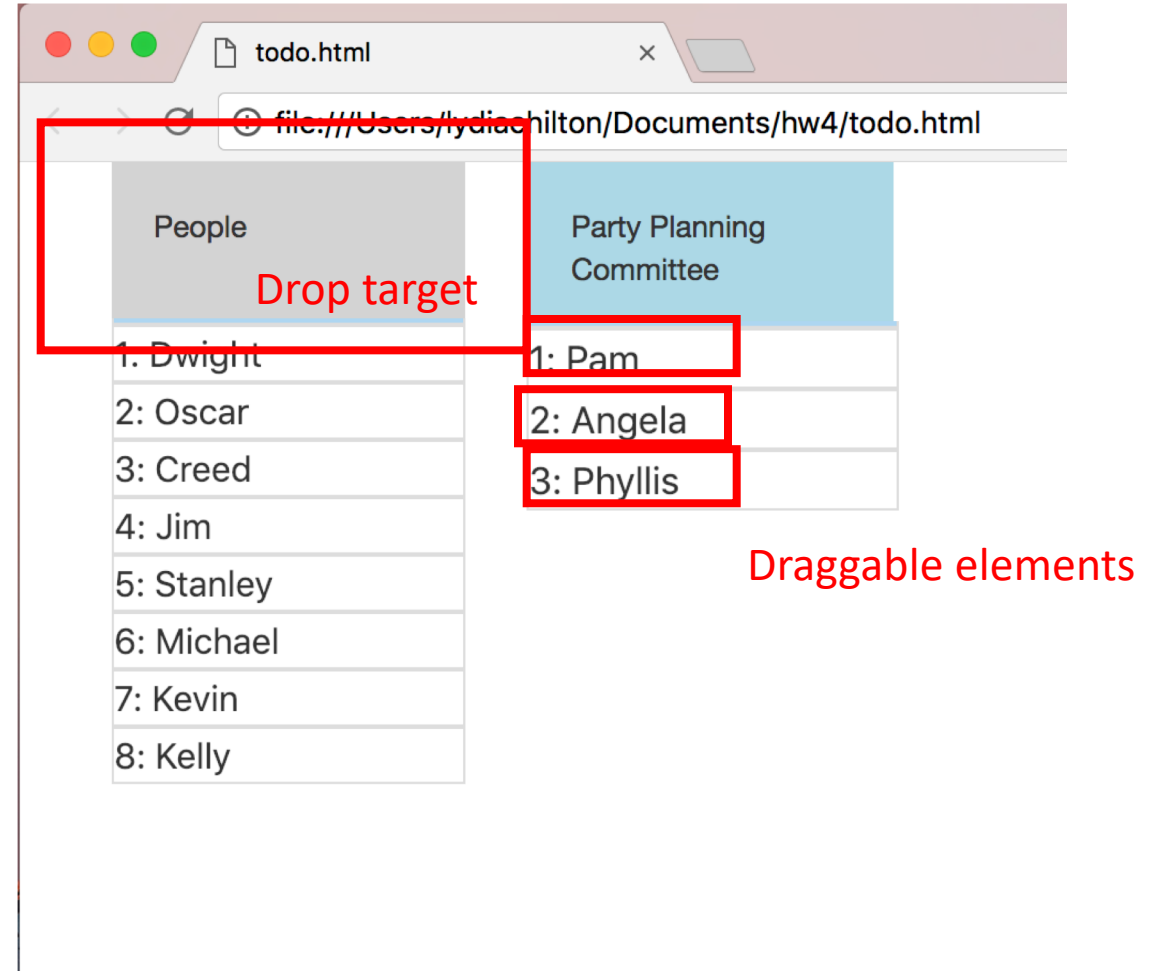 todo.html ×
file:///Users/lydiachilton/Documents/hw4/todo.html
People
Drop target
1: Dwight
2: Oscar
3: Creed
4: Jim
5: Stanley
6: Michael
7: Kevin
8: Kelly
Party Planning
Committee
1: Pam
2: Angela
3: Phyllis
Draggable elements